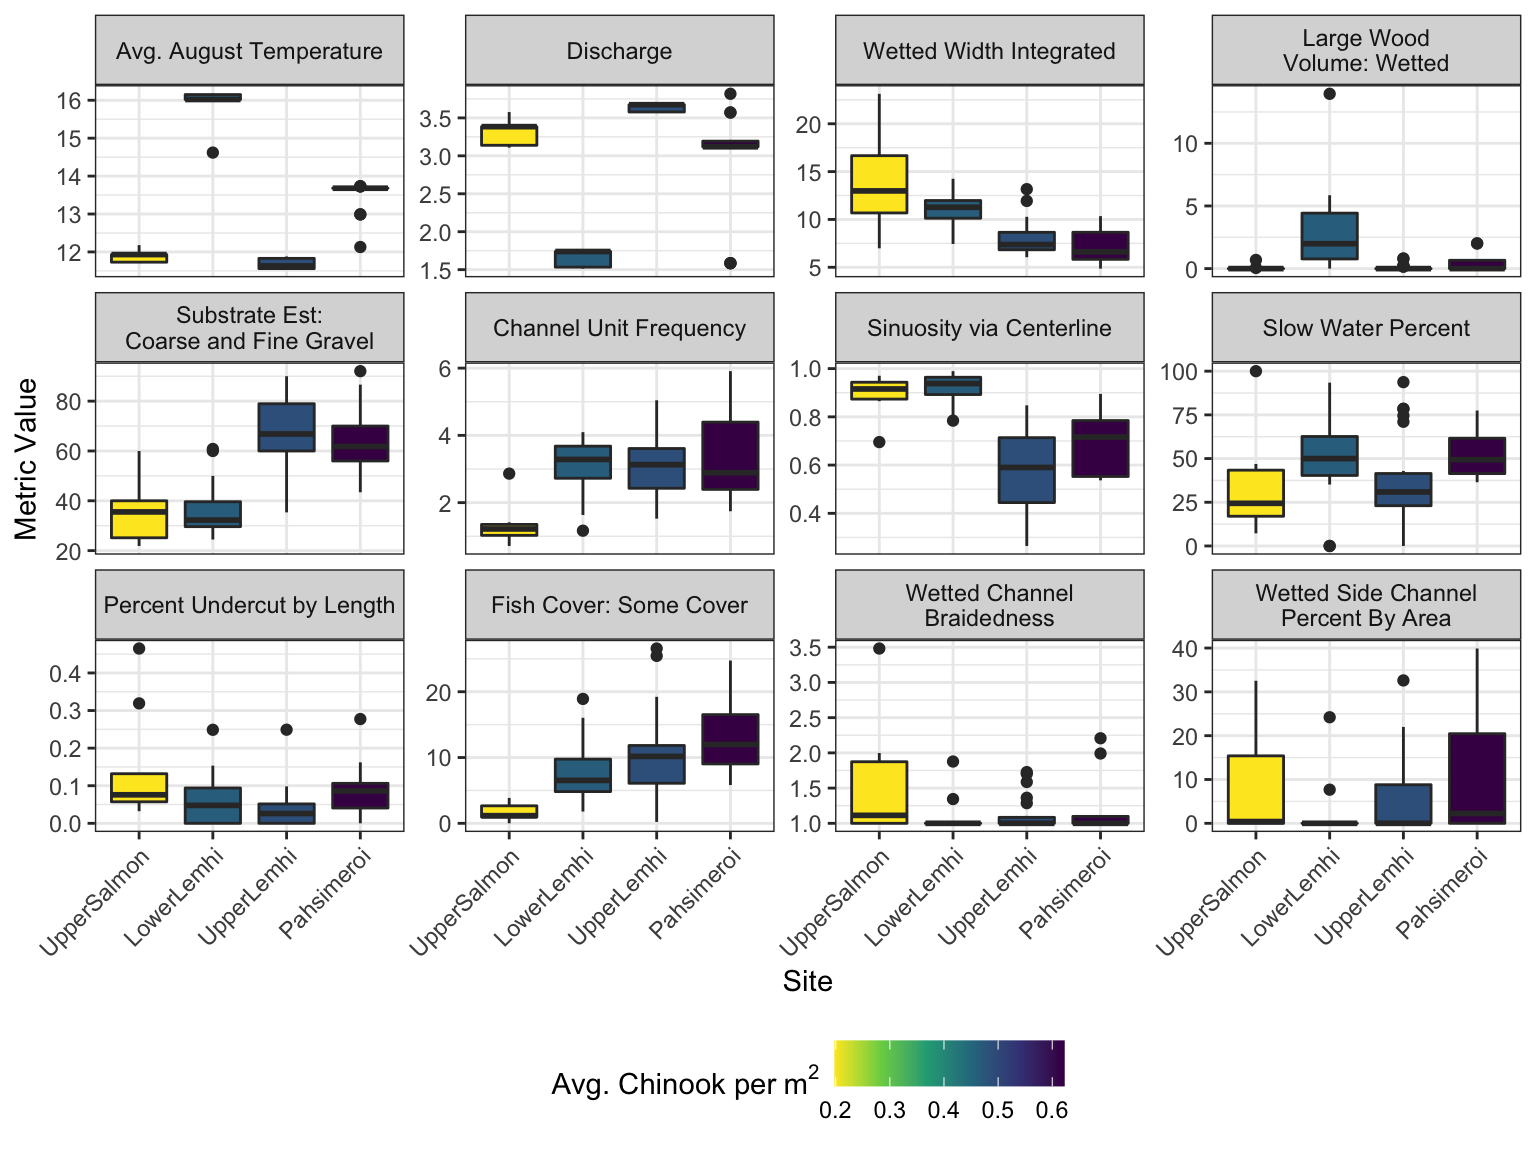 Avg. August Temperature
Discharge
Wetted Width Integrated
Large Wood
Volume: Wetted
16
15
14
13
12
3.5
3.0
2.5
2.0
1.5
20
15
10
5
10
5
0
Substrate Est:
Coarse and Fine Gravel
Channel Unit Frequency
Sinuosity via Centerline
Slow Water Percent
80
60
40
20
6
4
2
1.0
0.8
0.6
0.4
100
75
50
25
0
Metric Value
Percent Undercut by Length
Fish Cover: Some Cover
Wetted Channel
Braidedness
Wetted Side Channel
Percent By Area
0.4
0.3
0.2
0.1
0.0
20
10
0
3.5
3.0
2.5
2.0
1.5
1.0
40
30
20
10
0
UpperSalmon
LowerLemhi
UpperLemhi
Pahsimeroi
UpperSalmon
LowerLemhi
UpperLemhi
Pahsimeroi
UpperSalmon
LowerLemhi
UpperLemhi
Pahsimeroi
UpperSalmon
LowerLemhi
UpperLemhi
Pahsimeroi
Site
Avg. Chinook per m²
0.2 0.3 0.4 0.5 0.6